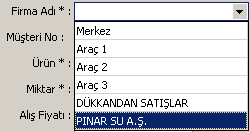 Firma Adı * :
Merkez
Müşteri No :
Araç 1
Ürün * :
Araç 2
Araç 3
Miktar * :
DÜKKANDAN SATIŞLAR
Alış Fiyatı :
PINAR SU A.Ş.